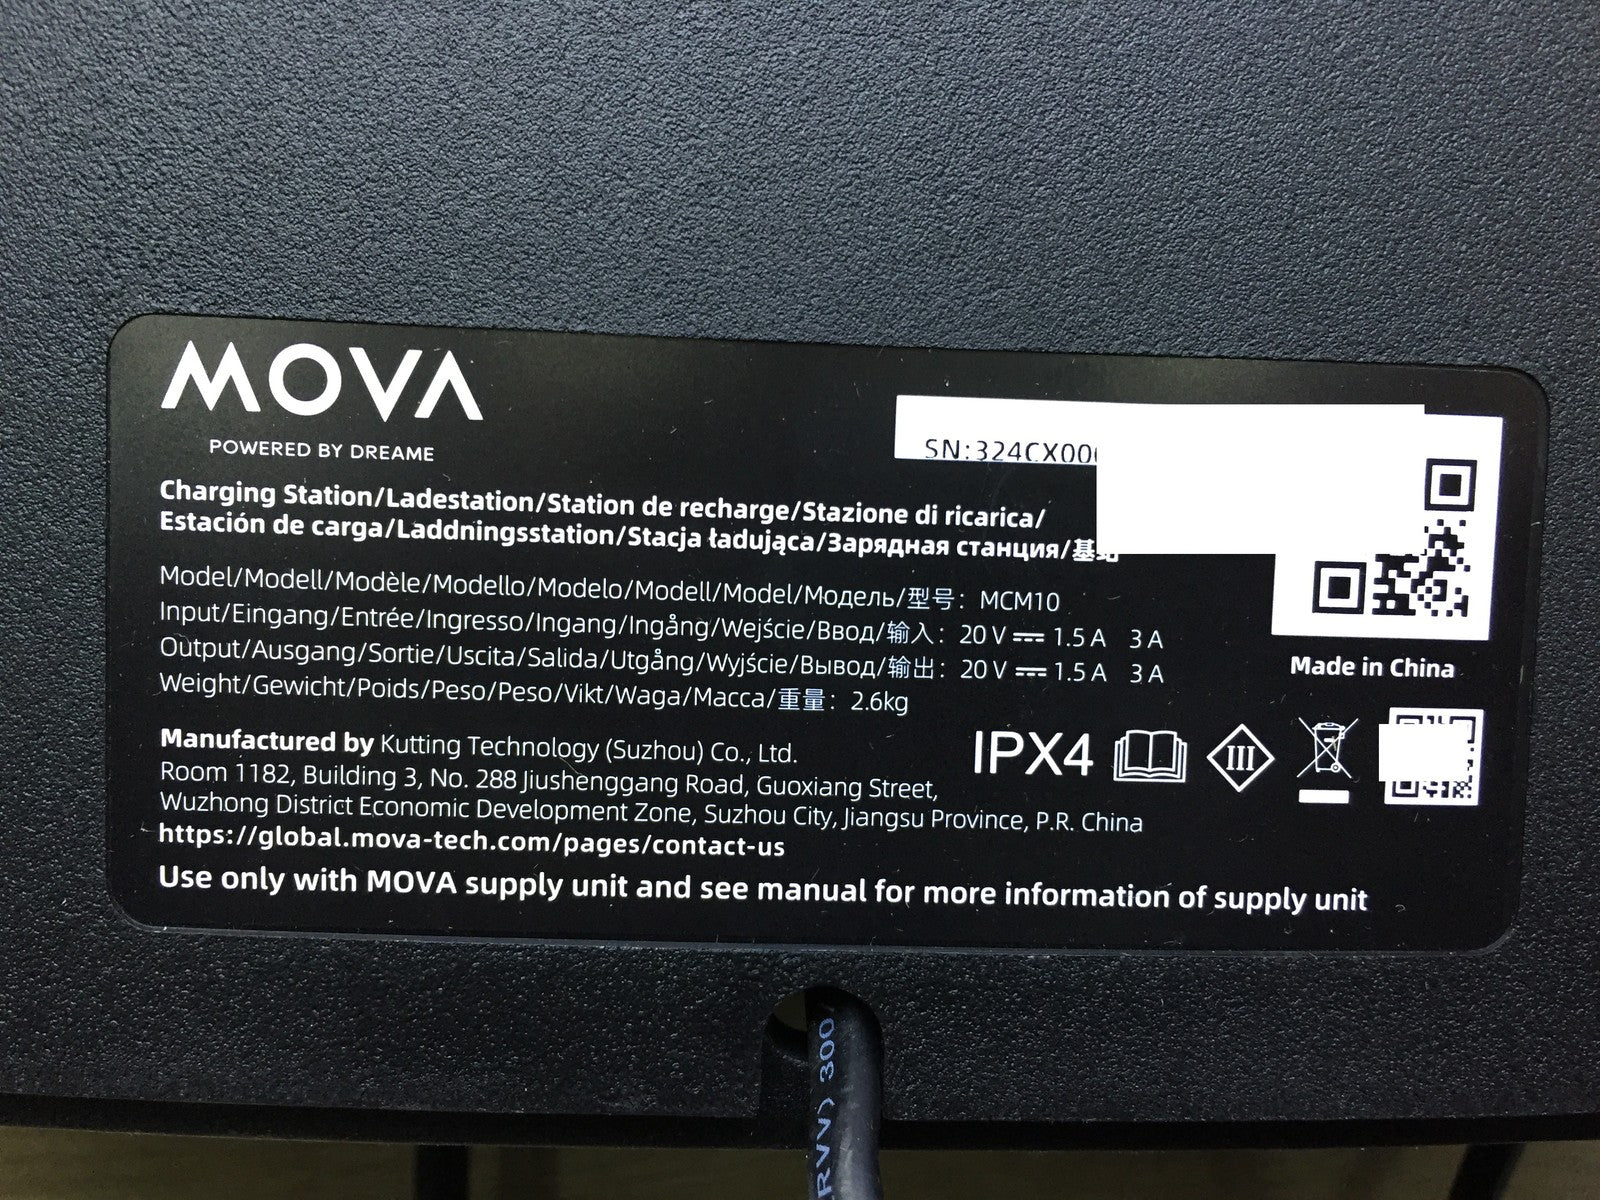 MOVA
POWERED BY DREAME
SN:324CX00
Charging Station/Ladestation/Station de recharge/Stazione di ricarica/
Estación de carga/Laddningsstation/Stacja ładująca/Зарядная станция/基站
Model/Modell/Modèle/Modello/Modelo/Modell/Model/Модель/型号: MCM10
Input/Eingang/Entrée/Ingresso/Ingang/Ingång/Wejście/Ввод/输入: 20 V ⎓ 1.5 A 3 A
Output/Ausgang/Sortie/Uscita/Salida/Utgång/Wyjście/Вывод/输出: 20 V ⎓ 1.5 A 3 A
Weight/Gewicht/Poids/Peso/Peso/Vikt/Waga/Масса/重量: 2.6kg
Made in China
Manufactured by Kutting Technology (Suzhou) Co., Ltd.
Room 1182, Building 3, No. 288 Jiushenggang Road, Guoxiang Street,
Wuzhong District Economic Development Zone, Suzhou City, Jiangsu Province, P.R. China
https://global.mova-tech.com/pages/contact-us
IPX4
III
Use only with MOVA supply unit and see manual for more information of supply unit
RVV) 300